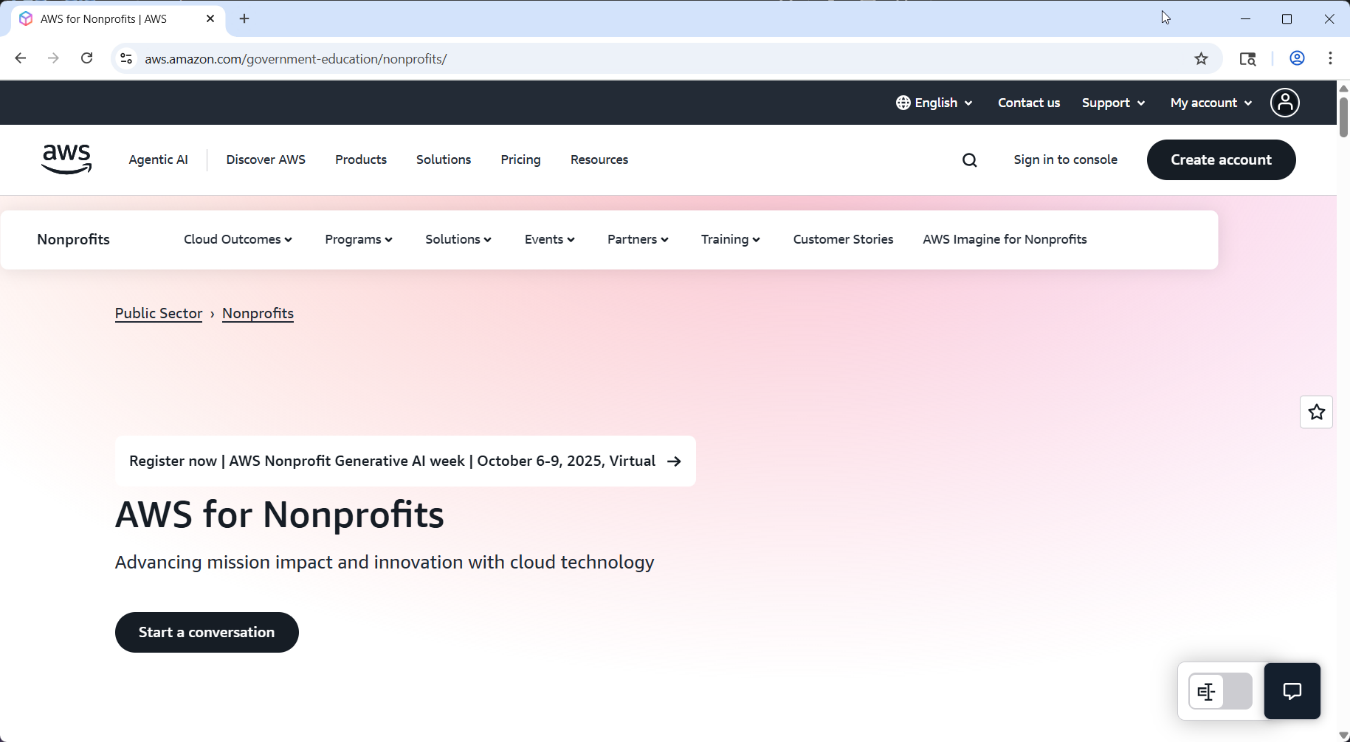 AWS for Nonprofits | AWS
aws.amazon.com/government-education/nonprofits/
English
Contact us
Support
My account
aws
Agentic AI
Discover AWS
Products
Solutions
Pricing
Resources
Sign in to console
Create account
Nonprofits
Cloud Outcomes
Programs
Solutions
Events
Partners
Training
Customer Stories
AWS Imagine for Nonprofits
Public Sector › Nonprofits
Register now | AWS Nonprofit Generative AI week | October 6-9, 2025, Virtual →
AWS for Nonprofits
Advancing mission impact and innovation with cloud technology
Start a conversation